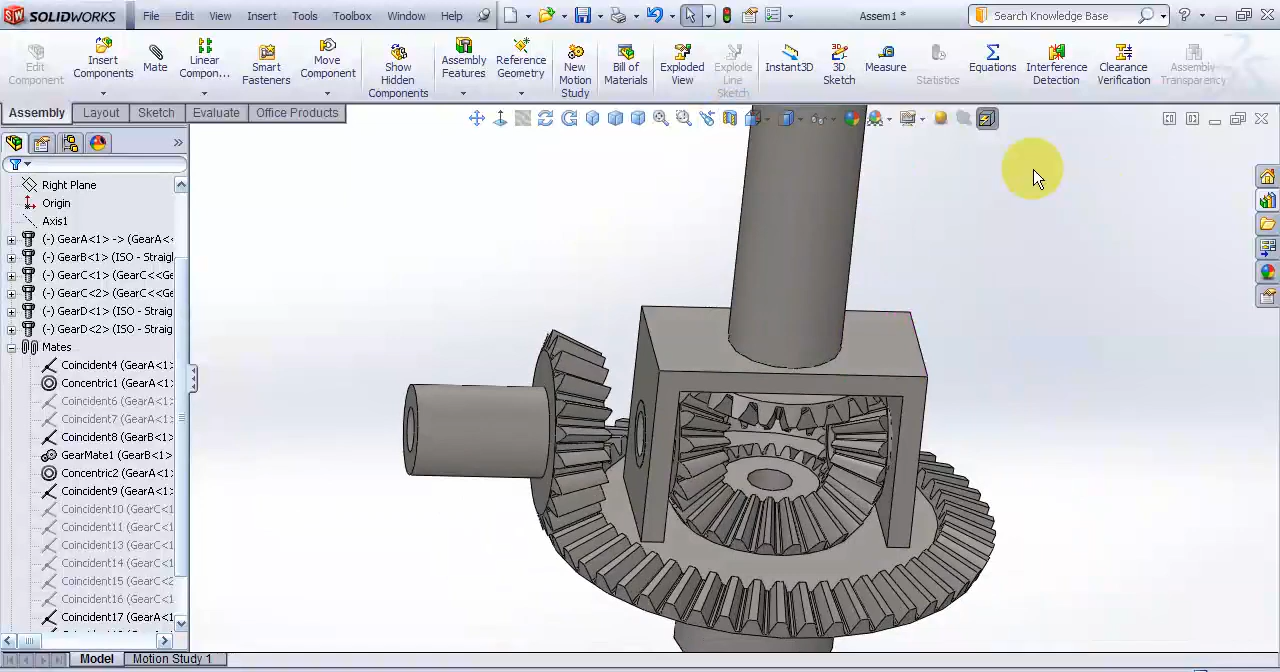 SOLIDWORKS File Edit View Insert Tools Toolbox Window Help Assem1 * Search Knowledge Base ?
Edit Component
Insert Components
Mate
Linear Compon...
Smart Fasteners
Move Component
Show Hidden Components
Assembly Features
Reference Geometry
New Motion Study
Bill of Materials
Exploded View
Explode Line Sketch
Instant3D
3D Sketch
Measure
Statistics
Equations
Interference Detection
Clearance Verification
Assembly Transparency
Assembly Layout Sketch Evaluate Office Products
Right Plane
Origin
Axis1
(-) GearA<1> -> (GearA<
(-) GearB<1> (ISO - Straig
(-) GearC<1> (GearC<<Ge
(-) GearC<2> (GearC<<Ge
(-) GearD<1> (ISO - Straig
(-) GearD<2> (ISO - Straig
Mates
Coincident4 (GearA<1>
Concentric1 (GearA<1>
Coincident6 (GearA<1>
Coincident7 (GearA<1>
Coincident8 (GearB<1>
GearMate1 (GearA<1>
Concentric2 (GearA<1>
Coincident9 (GearA<1>
Coincident10 (GearA<1
Coincident11 (GearC<1
Coincident13 (GearC<1
Coincident14 (GearC<1
Coincident15 (GearC<2
Coincident16 (GearC<1
Coincident17 (GearA<1
Model Motion Study 1